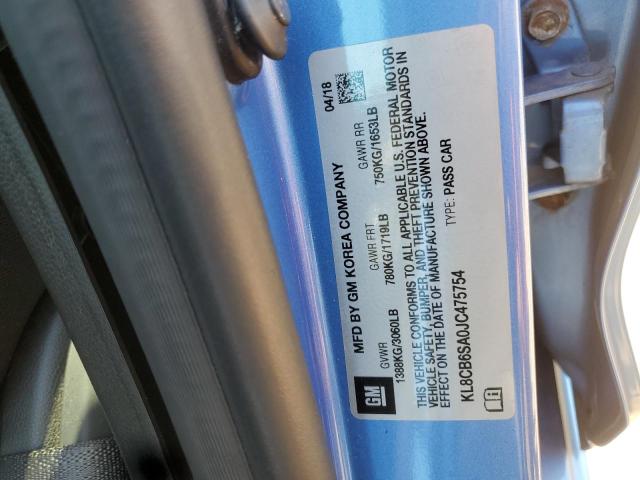 GM
MFD BY GM KOREA COMPANY
04/18
GVWR GAWR FRT GAWR RR
1388KG/3060LB 780KG/1719LB 750KG/1653LB
THIS VEHICLE CONFORMS TO ALL APPLICABLE U.S. FEDERAL MOTOR
VEHICLE SAFETY, BUMPER, AND THEFT PREVENTION STANDARDS IN
EFFECT ON THE DATE OF MANUFACTURE SHOWN ABOVE.
KL8CB6SA0JC475754 TYPE: PASS CAR